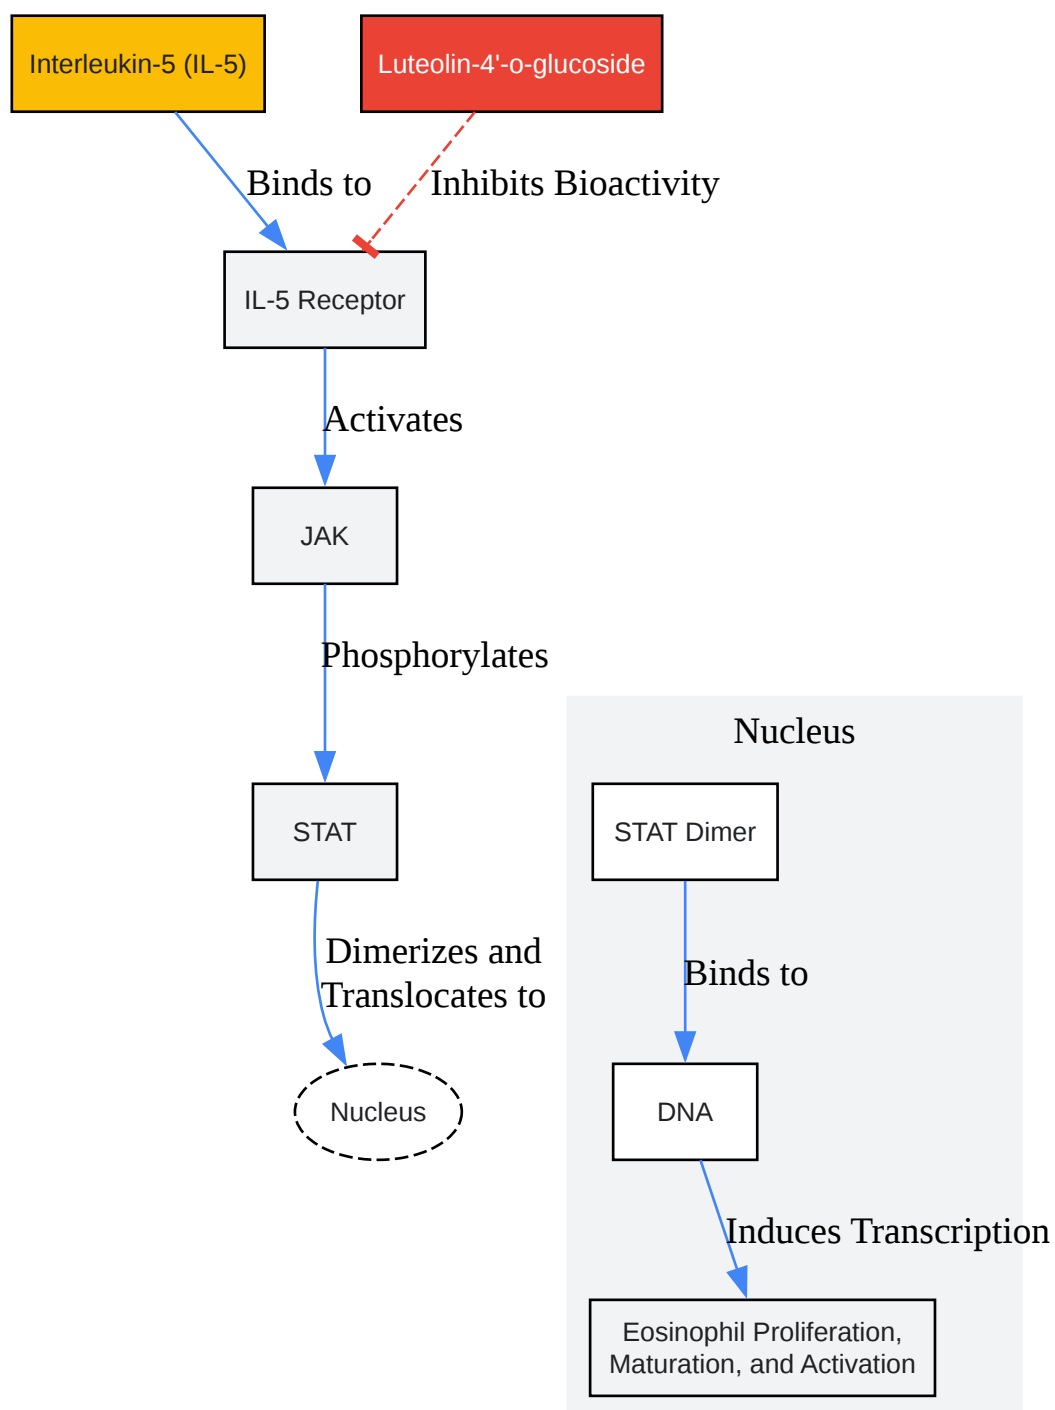 Interleukin-5 (IL-5)
Luteolin-4'-o-glucoside
Binds to
Inhibits Bioactivity
IL-5 Receptor
Activates
JAK
Phosphorylates
Nucleus
STAT
STAT Dimer
Dimerizes and
Translocates to
Binds to
Nucleus
DNA
Induces Transcription
Eosinophil Proliferation,
Maturation, and Activation